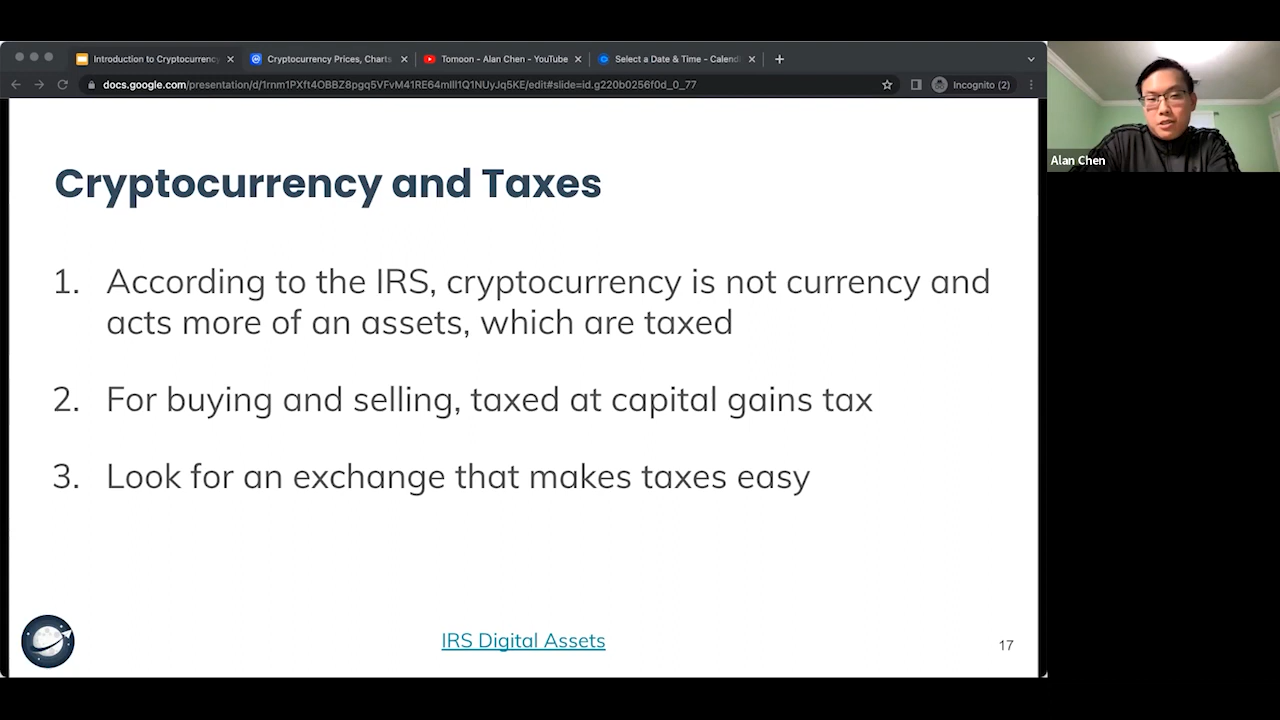 Introduction to Cryptocurrency
Cryptocurrency Prices, Charts
Tomoon - Alan Chen - YouTube
Select a Date & Time - Calend
docs.google.com/presentation/d/1rnm1PXft4OBBZ8pgq5VFvM41RE64mIll1Q1NUyJq5KE/edit#slide=id.g220b0256f0d_0_77
Incognito (2)
Alan Chen
Cryptocurrency and Taxes
1. According to the IRS, cryptocurrency is not currency and
acts more of an assets, which are taxed
2. For buying and selling, taxed at capital gains tax
3. Look for an exchange that makes taxes easy
IRS Digital Assets
17